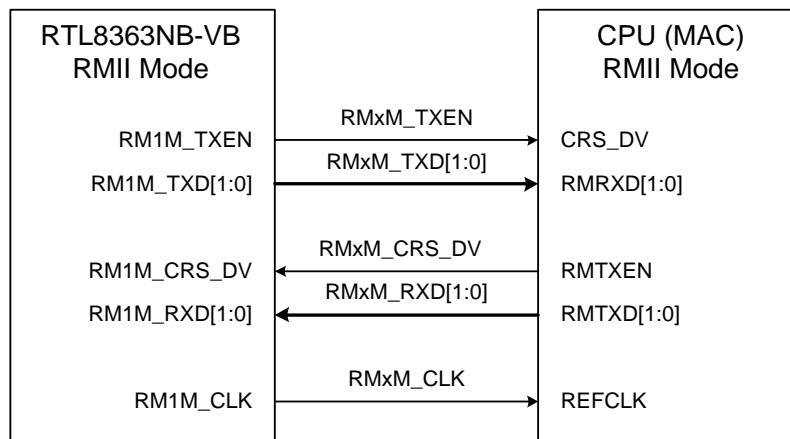 RTL8363NB-VB
RMII Mode
CPU (MAC)
RMII Mode
RM1M_TXEN
RMxM_TXEN
CRS_DV
RM1M_TXD[1:0]
RMxM_TXD[1:0]
RMRXD[1:0]
RM1M_CRS_DV
RMxM_CRS_DV
RMTXEN
RM1M_RXD[1:0]
RMxM_RXD[1:0]
RMTXD[1:0]
RM1M_CLK
RMxM_CLK
REFCLK